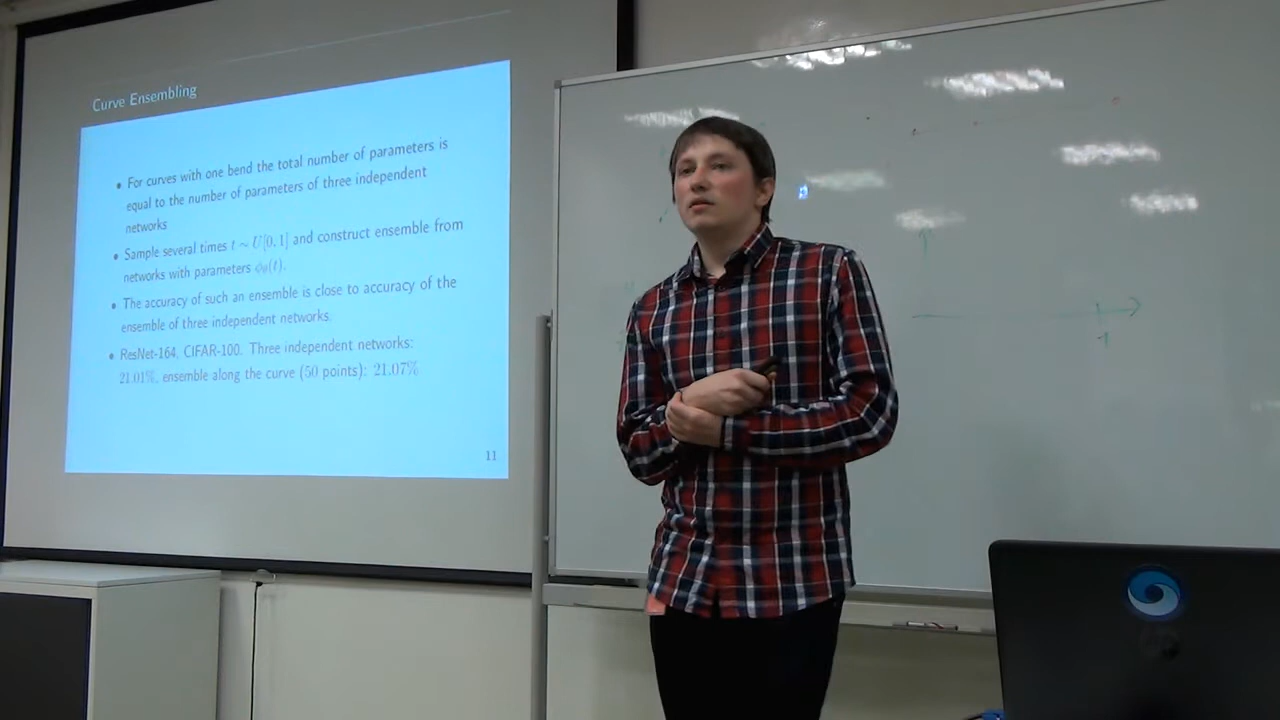 Curve Ensembling
• For curves with one bend the total number of parameters is
equal to the number of parameters of three independent
networks
• Sample several times t ∼ U[0, 1] and construct ensemble from
networks with parameters ϕθ(t).
• The accuracy of such an ensemble is close to accuracy of the
ensemble of three independent networks.
• ResNet-164, CIFAR-100. Three independent networks:
21.01%, ensemble along the curve (50 points): 21.07%
11
1